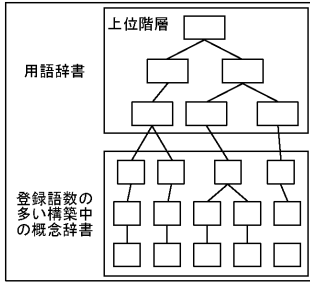 上位階層
用語辞書
登録語数の
多い構築中
の概念辞書